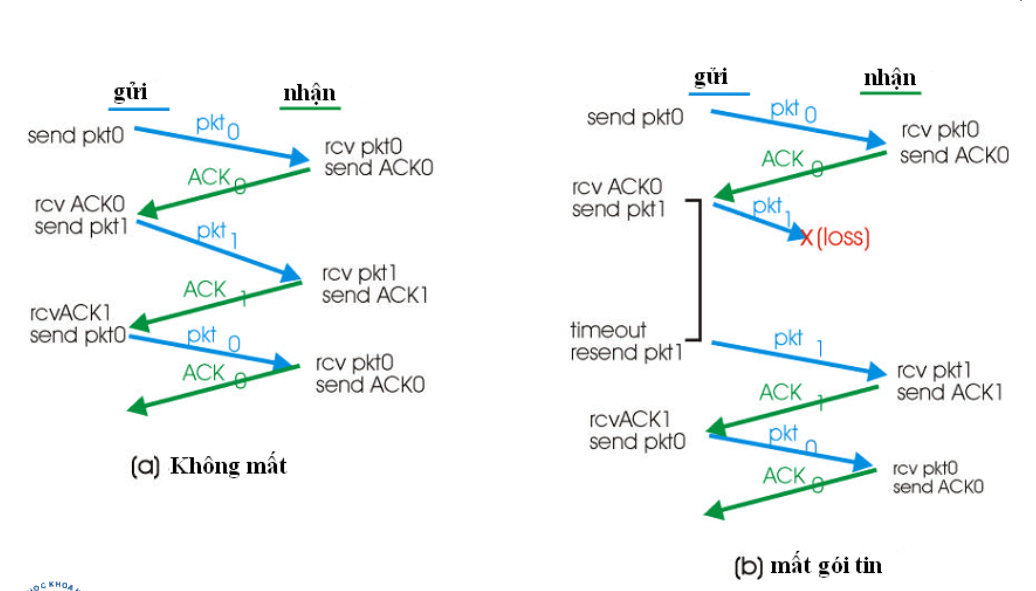 gửi
nhận
send pkt0
pkt 0
rcv pkt0
send ACK0
ACK 0
rcv ACK0
send pkt1
pkt 1
rcv pkt1
send ACK1
ACK 1
rcvACK1
send pkt0
pkt 0
rcv pkt0
send ACK0
ACK 0
(a) Không mất
gửi
nhận
send pkt0
pkt 0
rcv pkt0
send ACK0
ACK 0
rcv ACK0
send pkt1
pkt 1
X (loss)
timeout
resend pkt1
pkt 1
rcv pkt1
send ACK1
ACK 1
rcvACK1
send pkt0
pkt 0
rcv pkt0
send ACK0
ACK 0
(b) mất gói tin